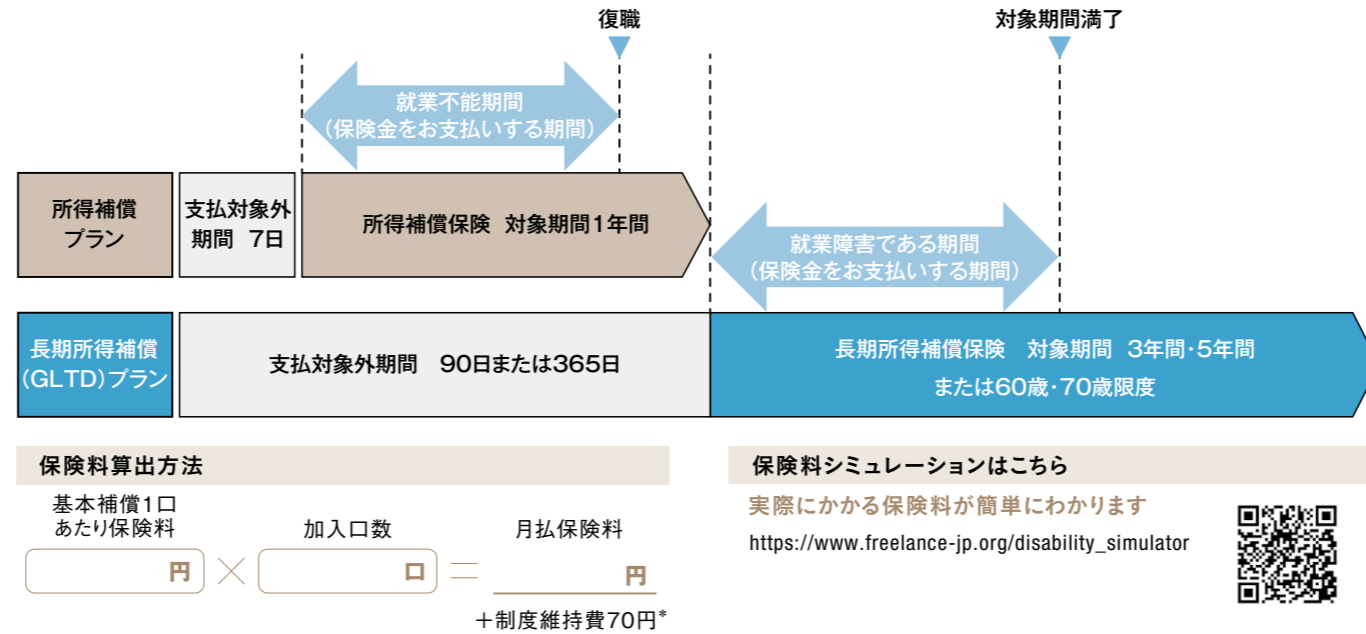 復職
対象期間満了
就業不能期間
(保険金をお支払いする期間)
所得補償
プラン
支払対象外
期間 7日
所得補償保険 対象期間1年間
就業障害である期間
(保険金をお支払いする期間)
長期所得補償
(GLTD)プラン
支払対象外期間 90日または365日
長期所得補償保険 対象期間 3年間・5年間
または60歳・70歳限度
保険料算出方法
基本補償1口
あたり保険料
加入口数
月払保険料
円 × 口 = 円
+制度維持費70円*
保険料シミュレーションはこちら
実際にかかる保険料が簡単にわかります
https://www.freelance-jp.org/disability_simulator